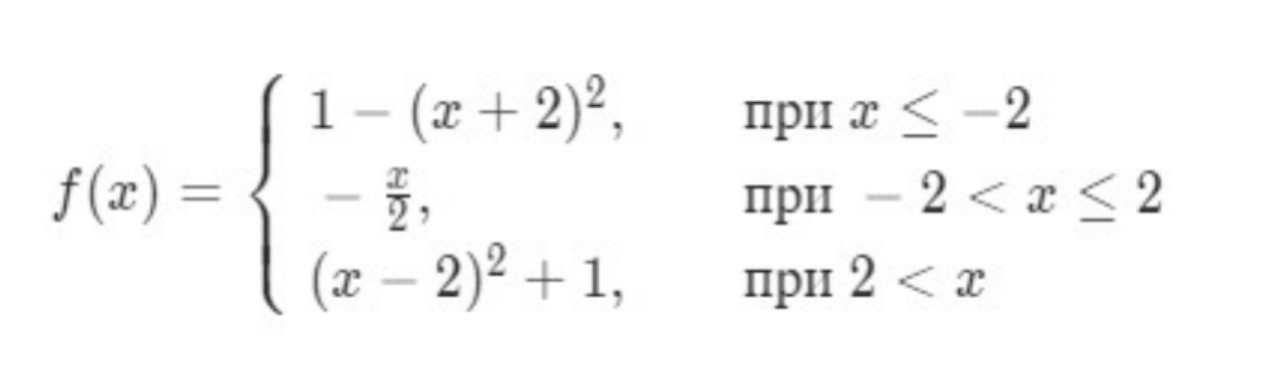 1 − (x + 2)², при x ≤ −2
f(x) = { − x/2, при − 2 < x ≤ 2
(x − 2)² + 1, при 2 < x